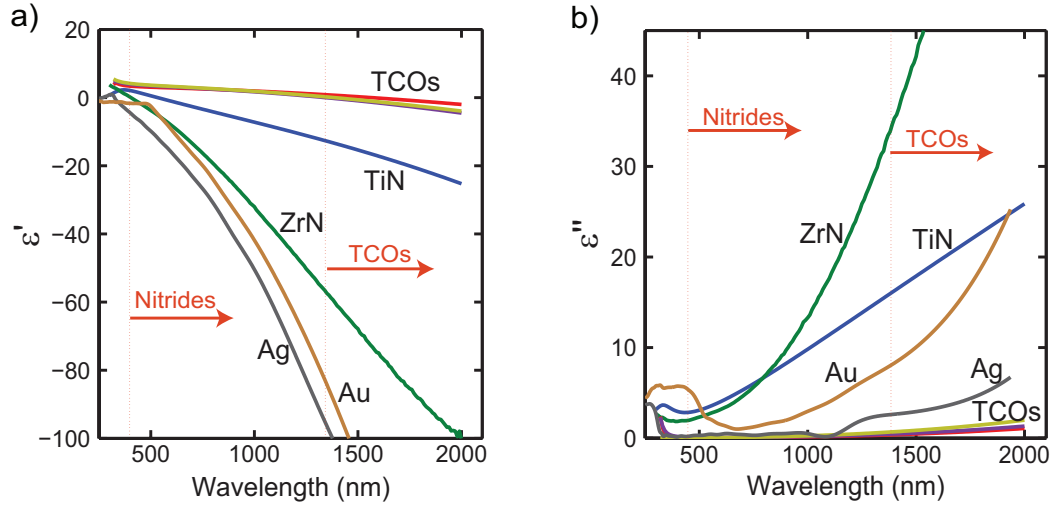 a)
20
0
−20
−40
−60
−80
−100
ε'
TCOs
TiN
ZrN
TCOs
Nitrides
Ag
Au
500
1000
1500
2000
Wavelength (nm)
b)
40
30
20
10
0
ε''
Nitrides
TCOs
ZrN
TiN
Au
Ag
TCOs
500
1000
1500
2000
Wavelength (nm)